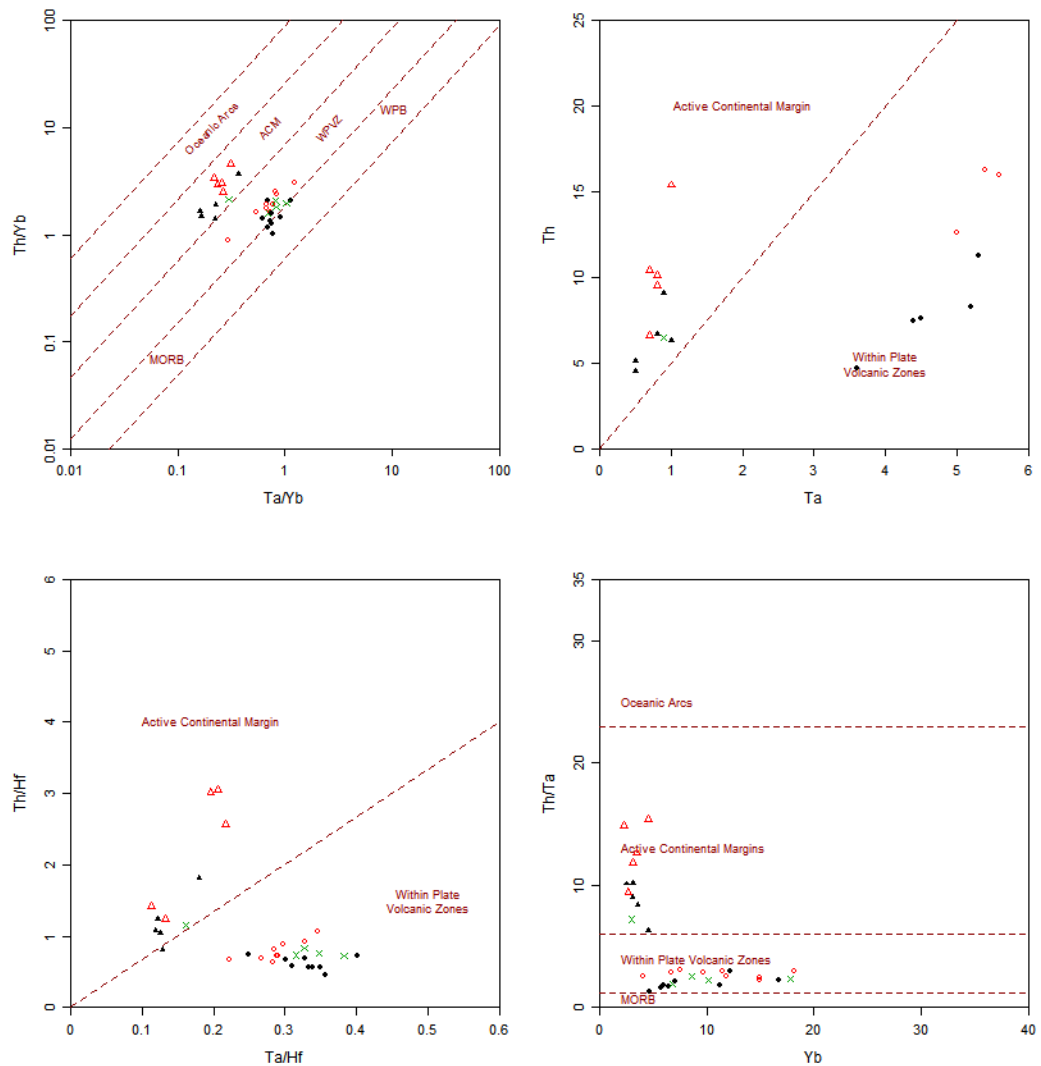 100
10
1
0.1
0.01
Th/Yb
Oceanic Arcs
ACM
WPVZ
WPB
MORB
0.01
0.1
1
10
100
Ta/Yb
25
20
15
10
5
0
Th
Active Continental Margin
Within Plate
Volcanic Zones
0
1
2
3
4
5
6
Ta
6
5
4
3
2
1
0
Th/Hf
Active Continental Margin
Within Plate
Volcanic Zones
0
0.1
0.2
0.3
0.4
0.5
0.6
Ta/Hf
35
30
20
10
0
Th/Ta
Oceanic Arcs
Active Continental Margins
Within Plate Volcanic Zones
MORB
0
10
20
30
40
Yb